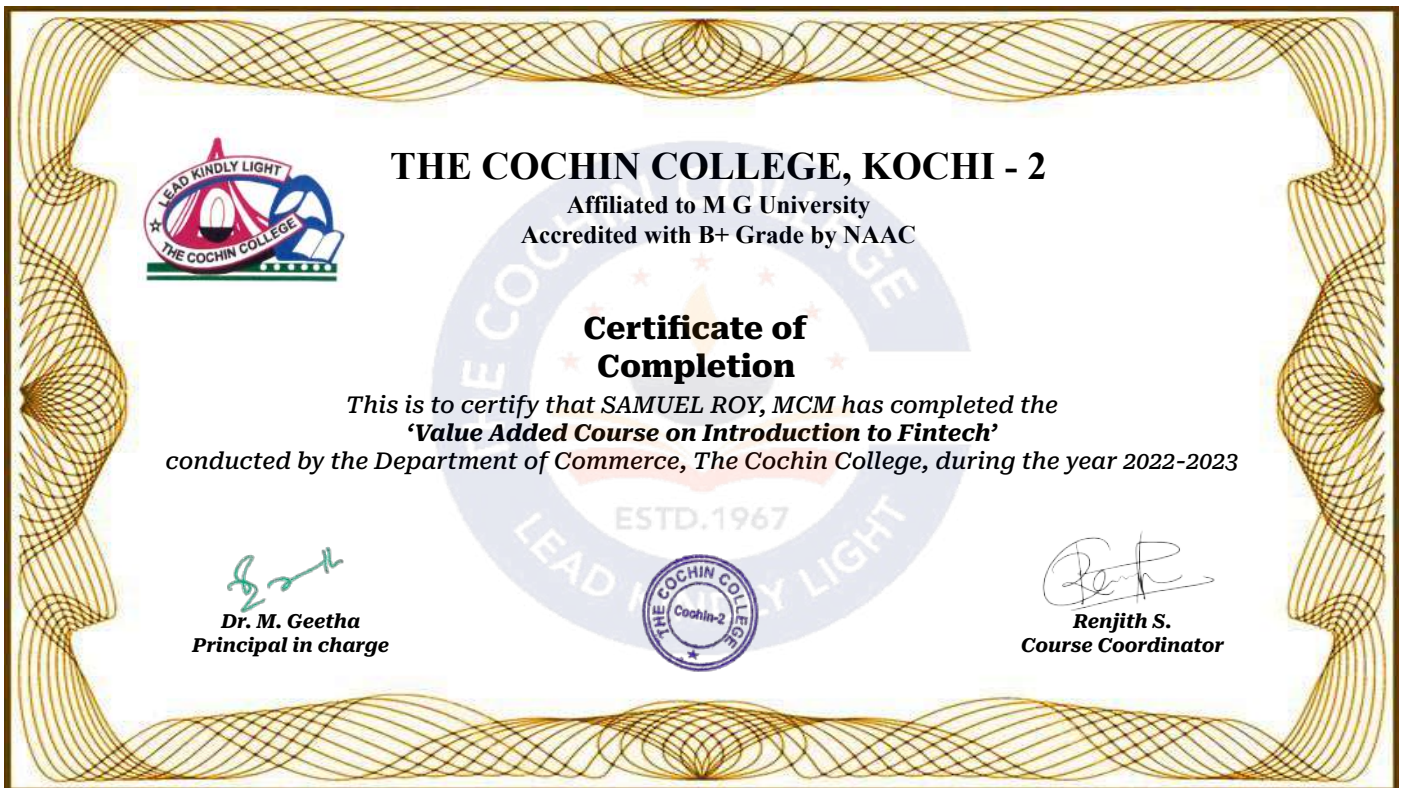 LEAD KINDLY LIGHT
THE COCHIN COLLEGE
THE COCHIN COLLEGE, KOCHI - 2
Affiliated to M G University
Accredited with B+ Grade by NAAC
THE COCHIN COLLEGE
Certificate of
Completion
This is to certify that SAMUEL ROY, MCM has completed the
‘Value Added Course on Introduction to Fintech’
conducted by the Department of Commerce, The Cochin College, during the year 2022-2023
ESTD.1967
LEAD KINDLY LIGHT
THE COCHIN COLLEGE
Cochin-2
Dr. M. Geetha
Principal in charge
Renjith S.
Course Coordinator